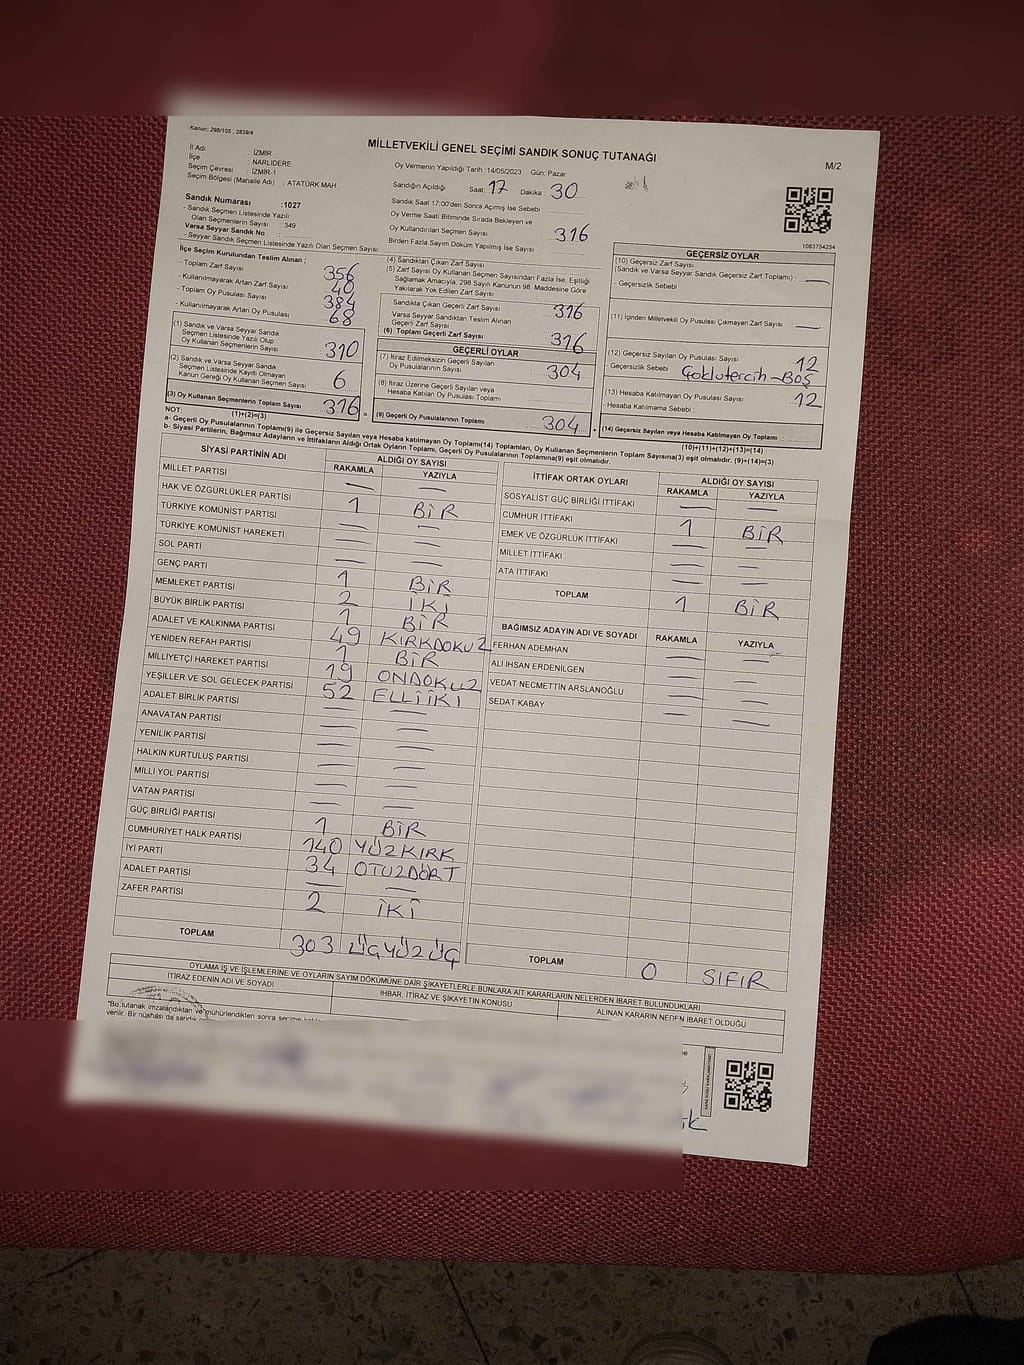 Kanun; 298/105 , 2839/4
MİLLETVEKİLİ GENEL SEÇİMİ SANDIK SONUÇ TUTANAĞI
M/2
İl Adı : İZMİR
İlçe : NARLIDERE
Seçim Çevresi : İZMİR-1
Seçim Bölgesi (Mahalle Adı) : ATATÜRK MAH.
Oy Vermenin Yapıldığı Tarih :14/05/2023 Gün: Pazar
Sandığın Açıldığı Saat: 17 Dakika : 30
Sandık Saat 17:00'den Sonra Açılmış İse Sebebi :
Oy Verme Saati Bitiminde Sırada Bekleyen ve
Oy Kullandırılan Seçmen Sayısı 316
Birden Fazla Sayım Döküm Yapılmış İse Sayısı :
Sandık Numarası :1027
- Sandık Seçmen Listesinde Yazılı
Olan Seçmenlerin Sayısı : 349
Varsa Seyyar Sandık No :
- Seyyar Sandık Seçmen Listesinde Yazılı Olan Seçmen Sayısı :
1083754254
İlçe Seçim Kurulundan Teslim Alınan ;
- Toplam Zarf Sayısı 356
- Kullanılmayarak Artan Zarf Sayısı 40
- Toplam Oy Pusulası Sayısı 384
- Kullanılmayarak Artan Oy Pusulası 68
(1) Sandık ve Varsa Seyyar Sandık
Seçmen Listesinde Yazılı Olup
Oy Kullanan Seçmenlerin Sayısı 310
(2) Sandık ve Varsa Seyyar Sandık
Seçmen Listesinde Kayıtlı Olmayan
Kanun Gereği Oy Kullanan Seçmen Sayısı 6
(3) Oy Kullanan Seçmenlerin Toplam Sayısı 316
(4) Sandıktan Çıkan Zarf Sayısı
(5) Zarf Sayısı Oy Kullanan Seçmen Sayısından Fazla İse, Eşitliği
Sağlamak Amacıyla; 298 Sayılı Kanunun 98. Maddesine Göre
Yakılarak Yok Edilen Zarf Sayısı
Sandıkta Çıkan Geçerli Zarf Sayısı 316
Varsa Seyyar Sandıktan Teslim Alınan
Geçerli Zarf Sayısı
(6) Toplam Geçerli Zarf Sayısı 316
GEÇERLİ OYLAR
(7) İtiraz Edilmeksizin Geçerli Sayılan
Oy Pusulalarının Sayısı: 304
(8) İtiraz Üzerine Geçerli Sayılan veya
Hesaba Katılan Oy Pusulası Toplamı
(9) Geçerli Oy Pusulalarının Toplamı 304
GEÇERSİZ OYLAR
(10) Geçersiz Zarf Sayısı
(Sandık ve Varsa Seyyar Sandık Geçersiz Zarf Toplamı) : —
- Geçersizlik Sebebi
(11) İçinden Milletvekili Oy Pusulası Çıkmayan Zarf Sayısı : —
(12) Geçersiz Sayılan Oy Pusulası Sayısı 12
- Geçersizlik Sebebi : Çoklutercih-Boş
(13) Hesaba Katılmayan Oy Pusulası Sayısı 12
- Hesaba Katılmama Sebebi :
(14) Geçersiz Sayılan veya Hesaba Katılmayan Oy Toplamı
NOT: (1)+(2)=(3)
(10)+(11)+(12)+(13)=(14)
a- Geçerli Oy Pusulalarının Toplamı(9) ile Geçersiz Sayılan veya Hesaba katılmayan Oy Toplamı(14) Toplamları, Oy Kullanan Seçmenlerin Toplam Sayısına(3) eşit olmalıdır. (9)+(14)=(3)
b- Siyasi Partilerin, Bağımsız Adayların ve İttifakların Aldığı Ortak Oyların Toplamı, Geçerli Oy Pusulalarının Toplamına(9) eşit olmalıdır.
SİYASİ PARTİNİN ADI ALDIĞI OY SAYISI
RAKAMLA YAZIYLA
MİLLET PARTİSİ — —
HAK VE ÖZGÜRLÜKLER PARTİSİ 1 BİR
TÜRKİYE KOMÜNİST PARTİSİ — —
TÜRKİYE KOMÜNİST HAREKETİ — —
SOL PARTİ — —
GENÇ PARTİ 1 BİR
MEMLEKET PARTİSİ 2 İKİ
BÜYÜK BİRLİK PARTİSİ 1 BİR
ADALET VE KALKINMA PARTİSİ 49 KIRKDOKUZ
YENİDEN REFAH PARTİSİ 1 BİR
MİLLİYETÇİ HAREKET PARTİSİ 19 ONDOKUZ
YEŞİLLER VE SOL GELECEK PARTİSİ 52 ELLİİKİ
ADALET BİRLİK PARTİSİ — —
ANAVATAN PARTİSİ — —
YENİLİK PARTİSİ — —
HALKIN KURTULUŞ PARTİSİ — —
MİLLİ YOL PARTİSİ — —
VATAN PARTİSİ — —
GÜÇ BİRLİĞİ PARTİSİ 1 BİR
CUMHURİYET HALK PARTİSİ 140 YÜZKIRK
İYİ PARTİ 34 OTUZDÖRT
ADALET PARTİSİ — —
ZAFER PARTİSİ 2 İKİ
TOPLAM 303 ÜÇYÜZÜÇ
İTTİFAK ORTAK OYLARI ALDIĞI OY SAYISI
RAKAMLA YAZIYLA
SOSYALİST GÜÇ BİRLİĞİ İTTİFAKI — —
CUMHUR İTTİFAKI 1 BİR
EMEK VE ÖZGÜRLÜK İTTİFAKI — —
MİLLET İTTİFAKI — —
ATA İTTİFAKI — —
TOPLAM 1 BİR
BAĞIMSIZ ADAYIN ADI VE SOYADI RAKAMLA YAZIYLA
FERHAN ADEMHAN — —
ALİ İHSAN ERDENİLGEN — —
VEDAT NECMETTİN ARSLANOĞLU — —
SEDAT KABAY — —
TOPLAM 0 SIFIR
OYLAMA İŞ VE İŞLEMLERİNE VE OYLARIN SAYIM DÖKÜMÜNE DAİR ŞİKAYETLERLE BUNLARA AİT KARARLARIN NELERDEN İBARET BULUNDUKLARI
İTİRAZ EDENİN ADI VE SOYADI İHBAR, İTİRAZ VE ŞİKAYETİN KONUSU ALINAN KARARIN NEDEN İBARET OLDUĞU
"Bu tutanak imzalandıktan ve mühürlendikten sonra seçime
verilir. Bir nüshası da sandık